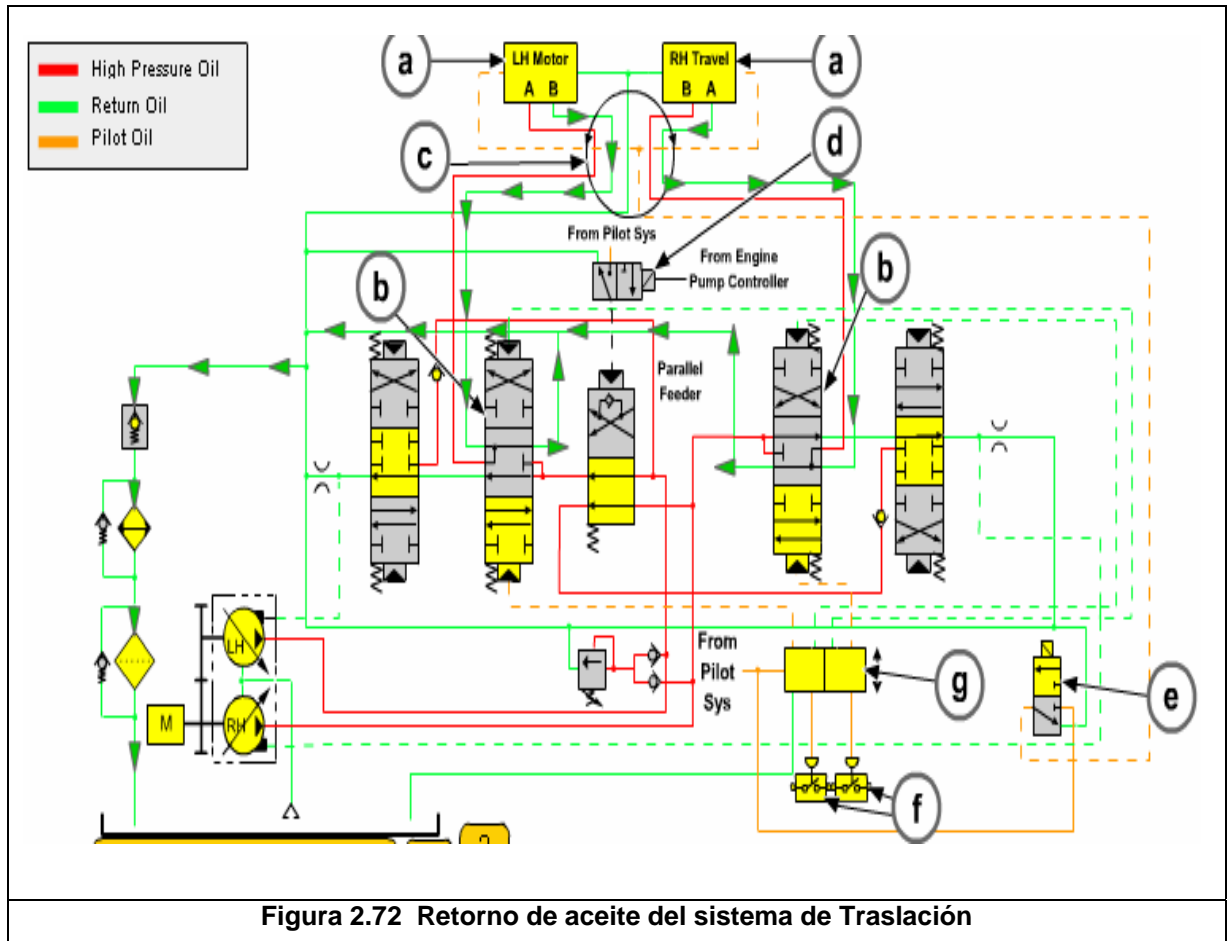 High Pressure Oil
Return Oil
Pilot Oil
a
LH Motor
A B
RH Travel
B A
a
c
d
From Pilot Sys
From Engine
Pump Controller
b
b
Parallel
Feeder
LH
RH
M
From
Pilot
Sys
g
e
f
Figura 2.72 Retorno de aceite del sistema de Traslación